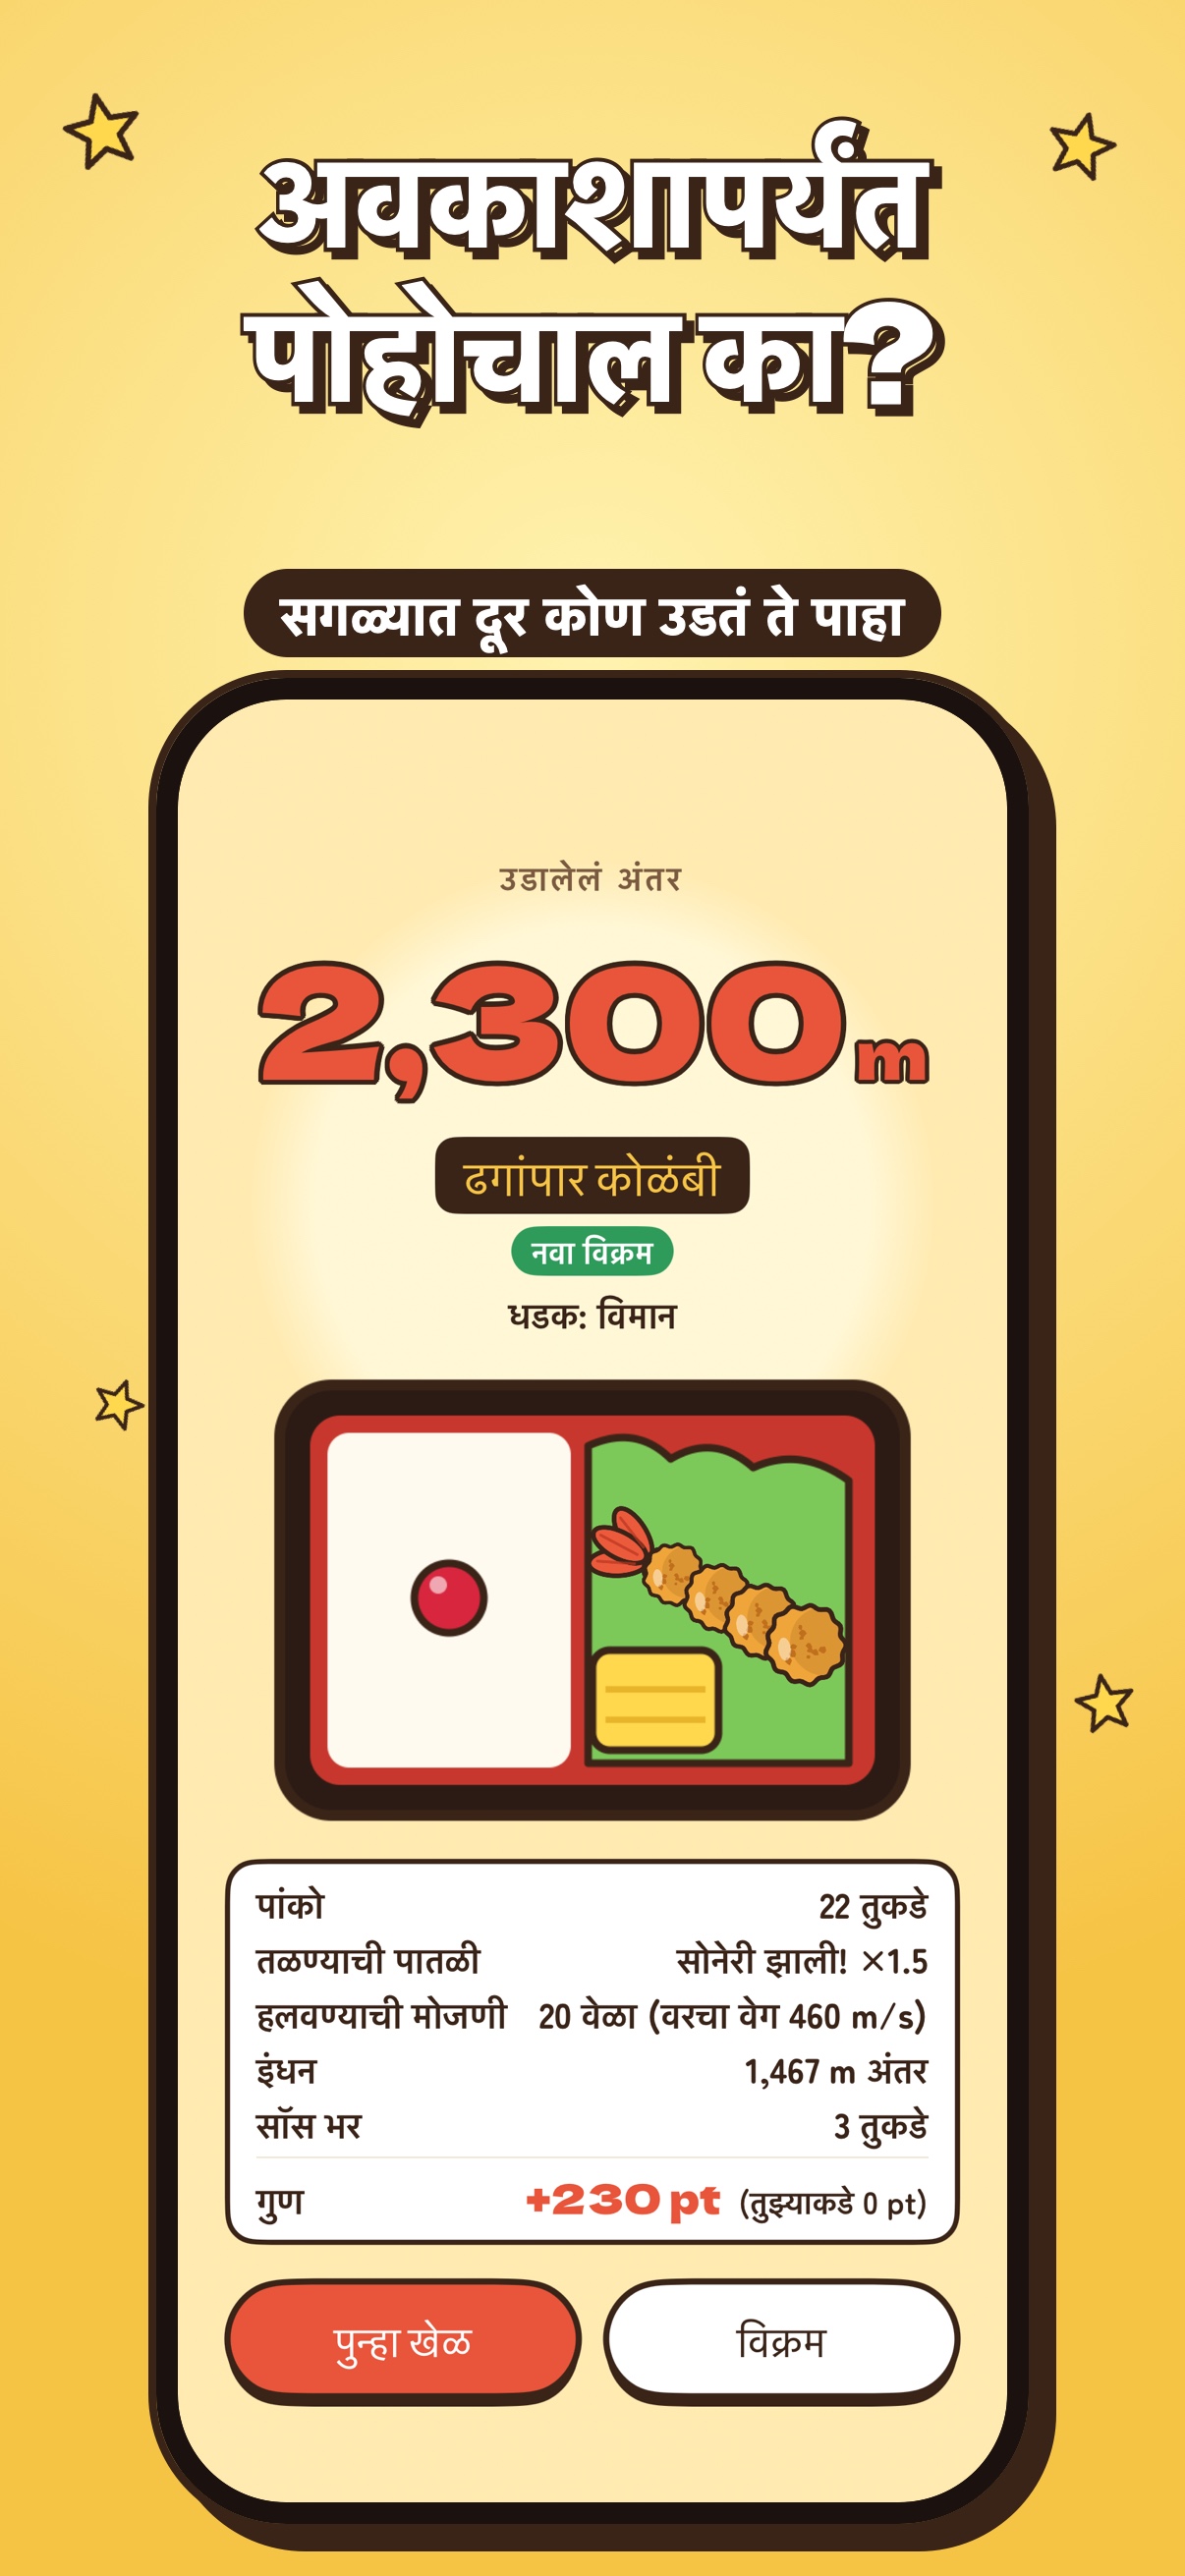 अवकाशापर्यंत
पोहोचाल का?
सगळ्यात दूर कोण उडतं ते पाहा
उडालेलं अंतर
2,300 m
ढगांपार कोळंबी
नवा विक्रम
धडक: विमान
पांको 22 तुकडे
तळण्याची पातळी सोनेरी झाली! ×1.5
हलवण्याची मोजणी 20 वेळा (वरचा वेग 460 m/s)
इंधन 1,467 m अंतर
सॉस भर 3 तुकडे
गुण +230 pt (तुझ्याकडे 0 pt)
पुन्हा खेळ विक्रम